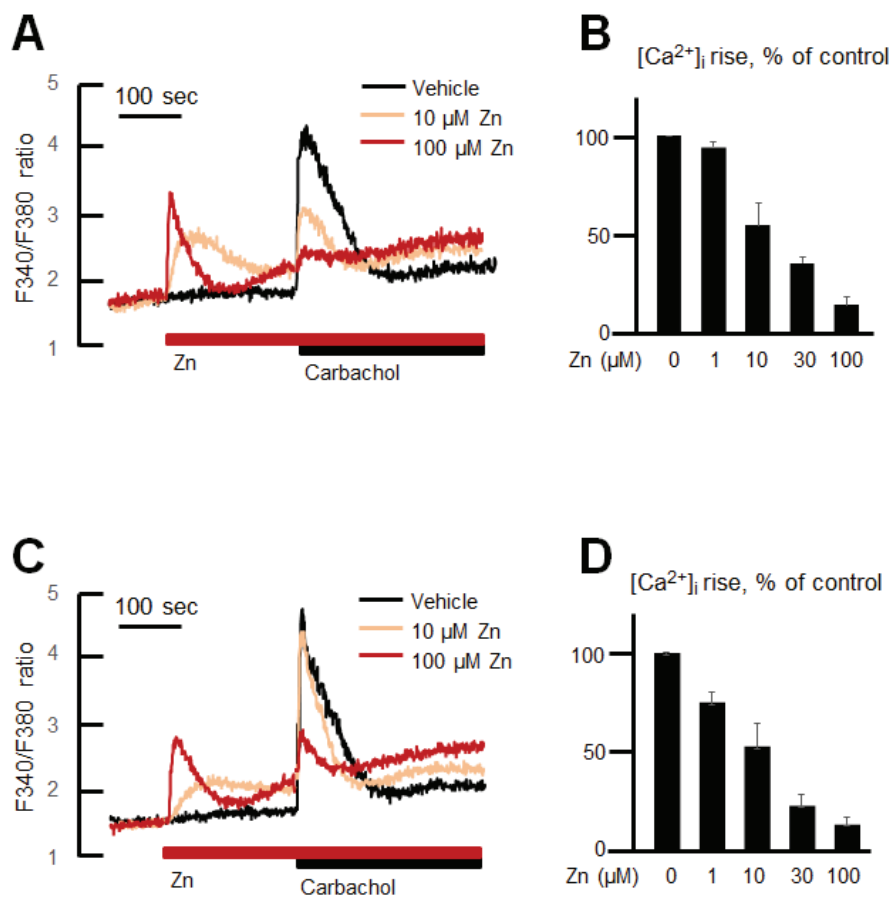 A
5
100 sec
Vehicle
10 µM Zn
100 µM Zn
4
3
2
1
F340/F380 ratio
Zn
Carbachol
B
[Ca²⁺]ᵢ rise, % of control
100
50
0
Zn (µM) 0 1 10 30 100
C
5
100 sec
Vehicle
10 µM Zn
100 µM Zn
4
3
2
1
F340/F380 ratio
Zn
Carbachol
D
[Ca²⁺]ᵢ rise, % of control
100
50
0
Zn (µM) 0 1 10 30 100